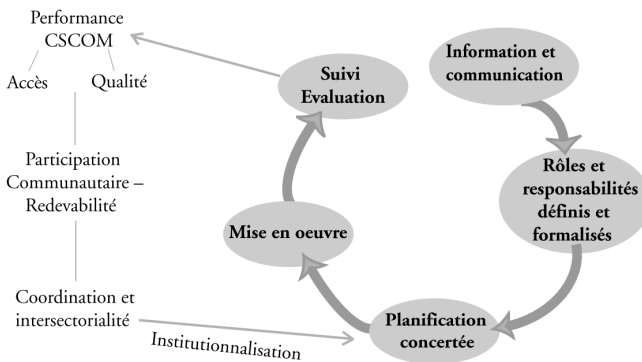 Performance
CSCOM
Accès
Qualité
Participation
Communautaire –
Redevabilité
Coordination et
intersectorialité
Institutionnalisation
Suivi
Evaluation
Information et
communication
Rôles et
responsabilités
définis et
formalisés
Mise en oeuvre
Planification
concertée